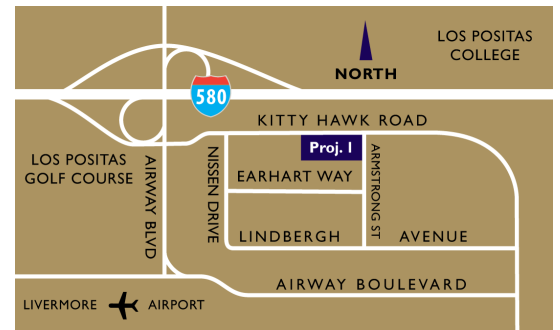 LOS POSITAS
COLLEGE
NORTH
580
KITTY HAWK ROAD
Proj. I
LOS POSITAS
GOLF COURSE
AIRWAY BLVD
NISSEN DRIVE
EARHART WAY
ARMSTRONG ST
LINDBERGH AVENUE
AIRWAY BOULEVARD
LIVERMORE AIRPORT